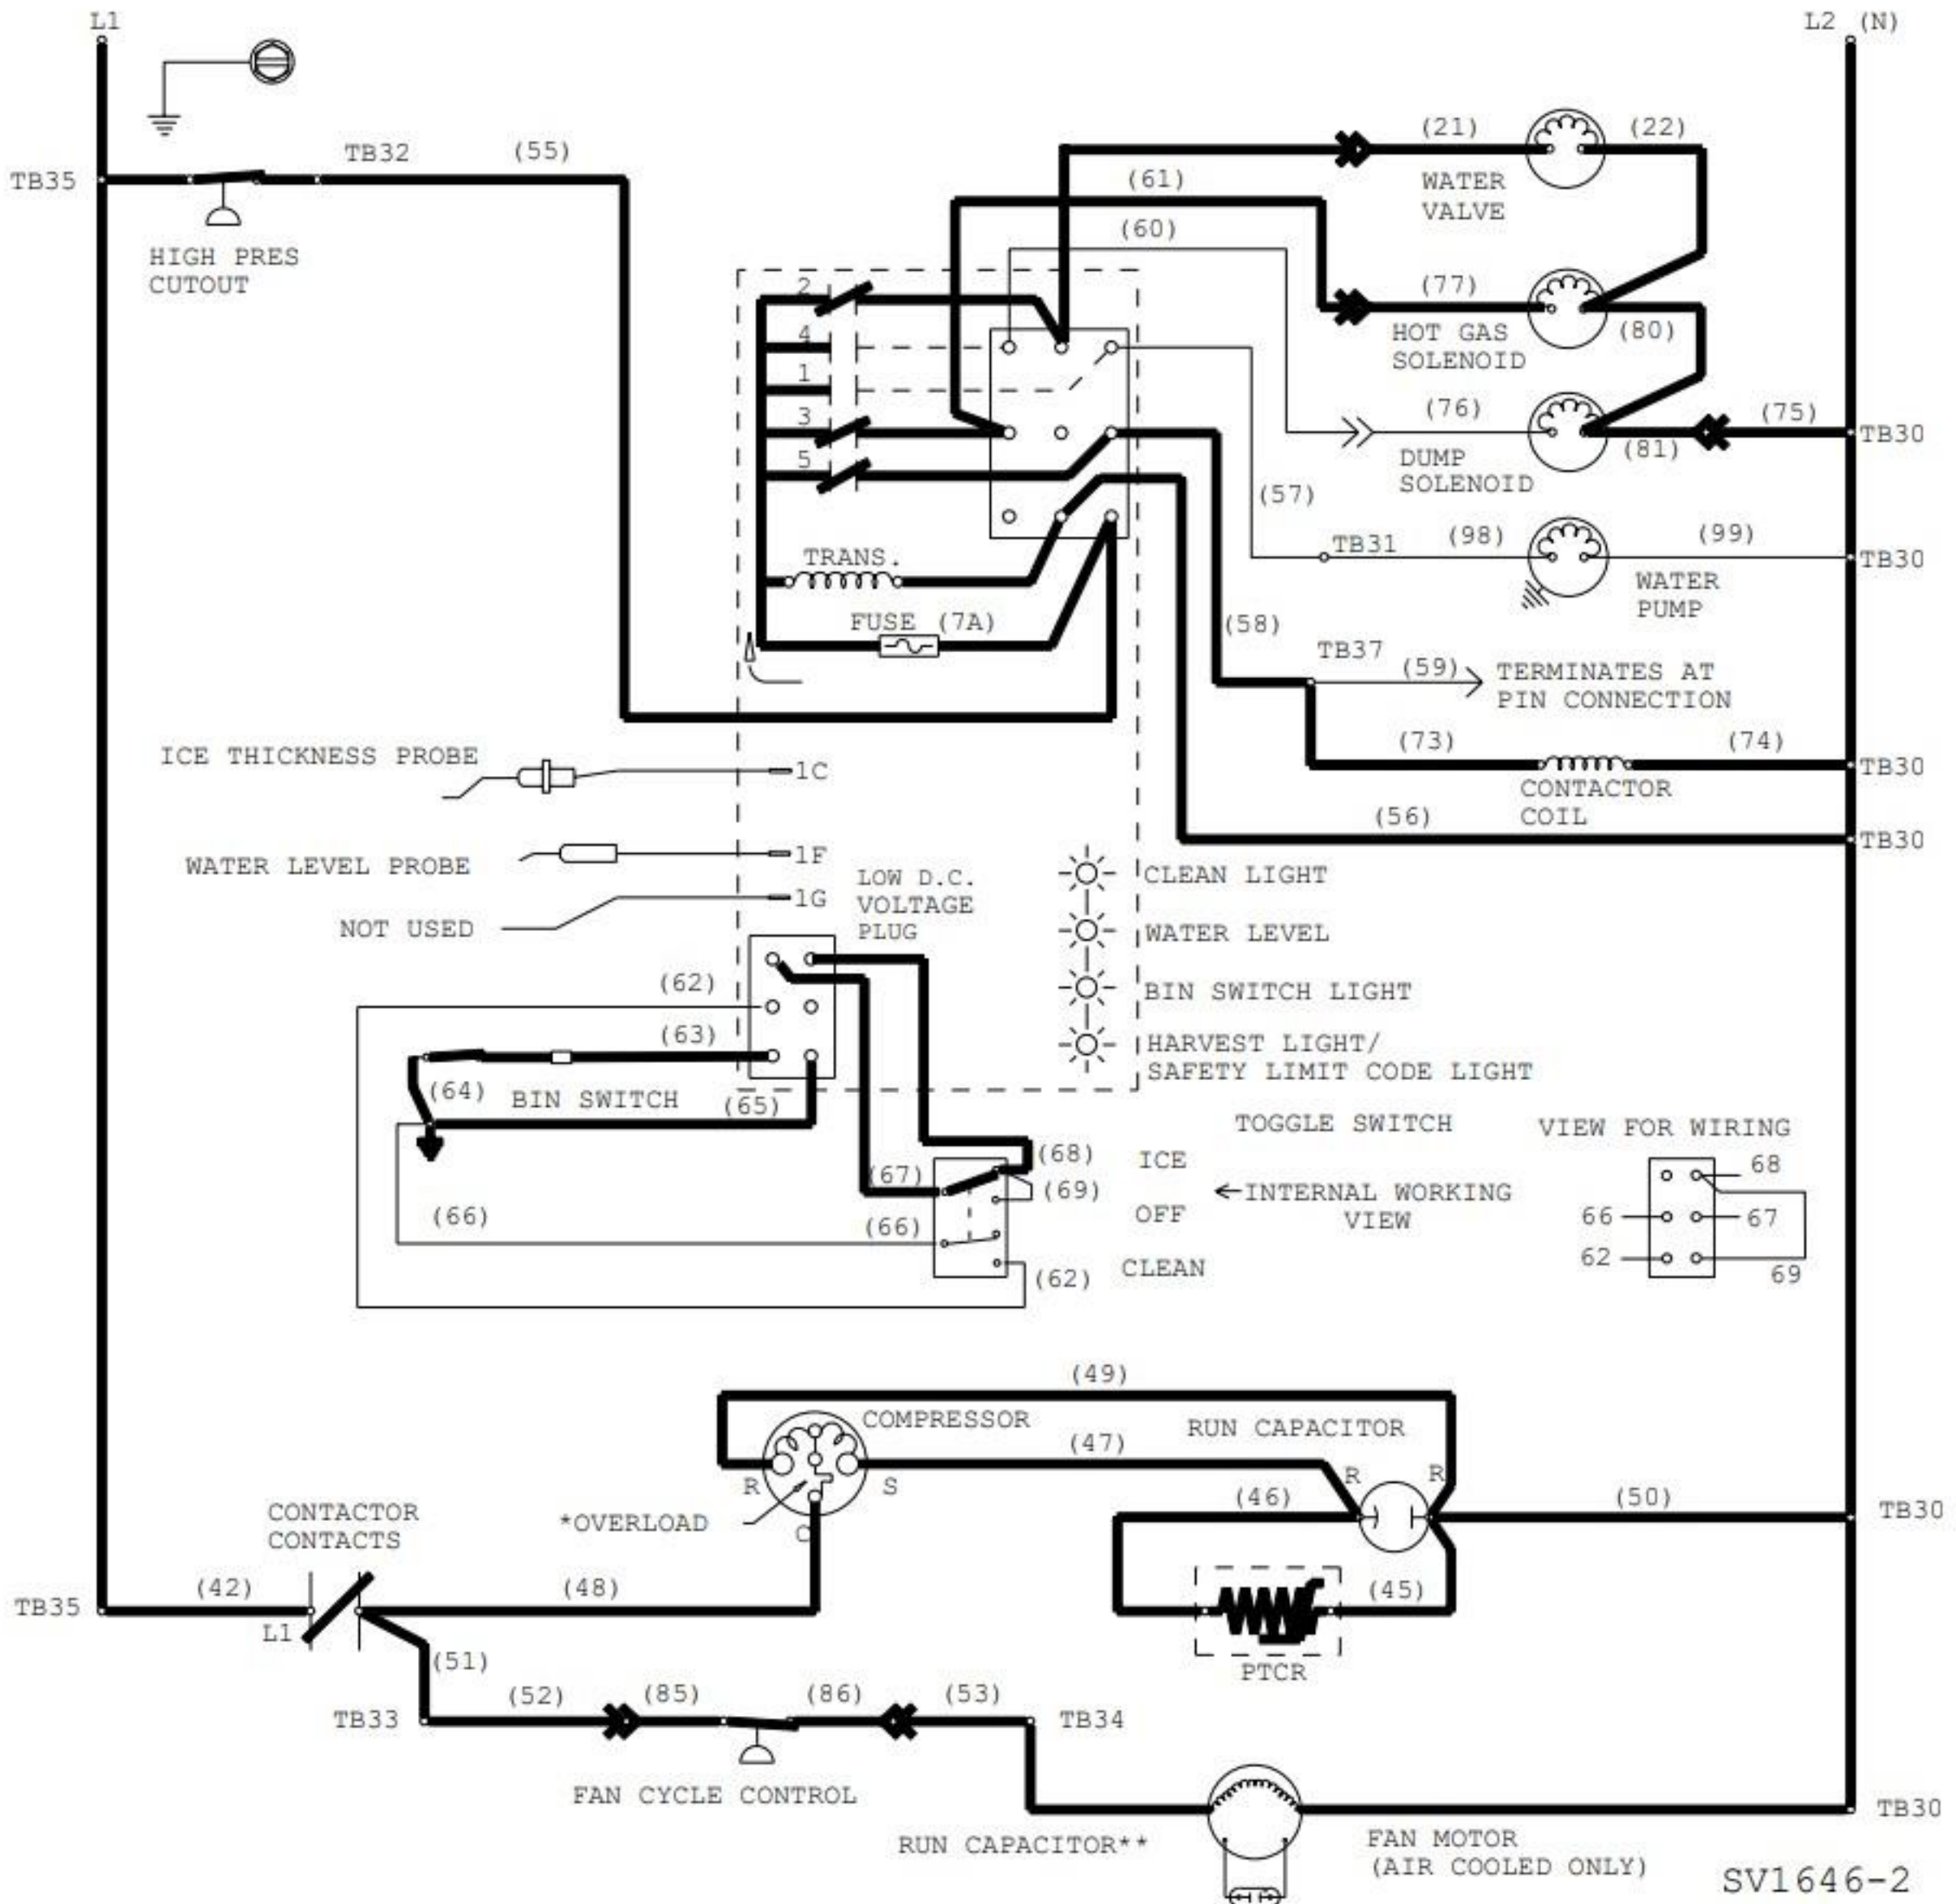 L1
L2 (N)
(21)
(22)
TB35
TB32
(55)
(61)
WATER
VALVE
(60)
HIGH PRES
CUTOUT
2
(77)
4
HOT GAS
SOLENOID
(80)
1
3
(76)
(75)
TB30
5
DUMP
SOLENOID
(81)
(57)
TB31
(98)
(99)
TB30
TRANS.
WATER
PUMP
FUSE (7A)
(58)
TB37
(59)
TERMINATES AT
PIN CONNECTION
ICE THICKNESS PROBE
1C
(73)
(74)
TB30
CONTACTOR
COIL
(56)
TB30
WATER LEVEL PROBE
1F
LOW D.C.
VOLTAGE
PLUG
CLEAN LIGHT
1G
NOT USED
WATER LEVEL
(62)
BIN SWITCH LIGHT
(63)
HARVEST LIGHT/
SAFETY LIMIT CODE LIGHT
(64)
BIN SWITCH
(65)
TOGGLE SWITCH
VIEW FOR WIRING
(68)
ICE
68
(67)
(69)
INTERNAL WORKING
VIEW
(66)
(66)
OFF
66
67
(62)
CLEAN
62
69
(49)
COMPRESSOR
RUN CAPACITOR
(47)
R
S
R
R
(46)
(50)
TB30
CONTACTOR
CONTACTS
*OVERLOAD
C
TB35
(42)
(48)
(45)
L1
PTCR
(51)
(52)
(85)
(86)
(53)
TB33
TB34
FAN CYCLE CONTROL
TB30
RUN CAPACITOR**
FAN MOTOR
(AIR COOLED ONLY)
SV1646-2